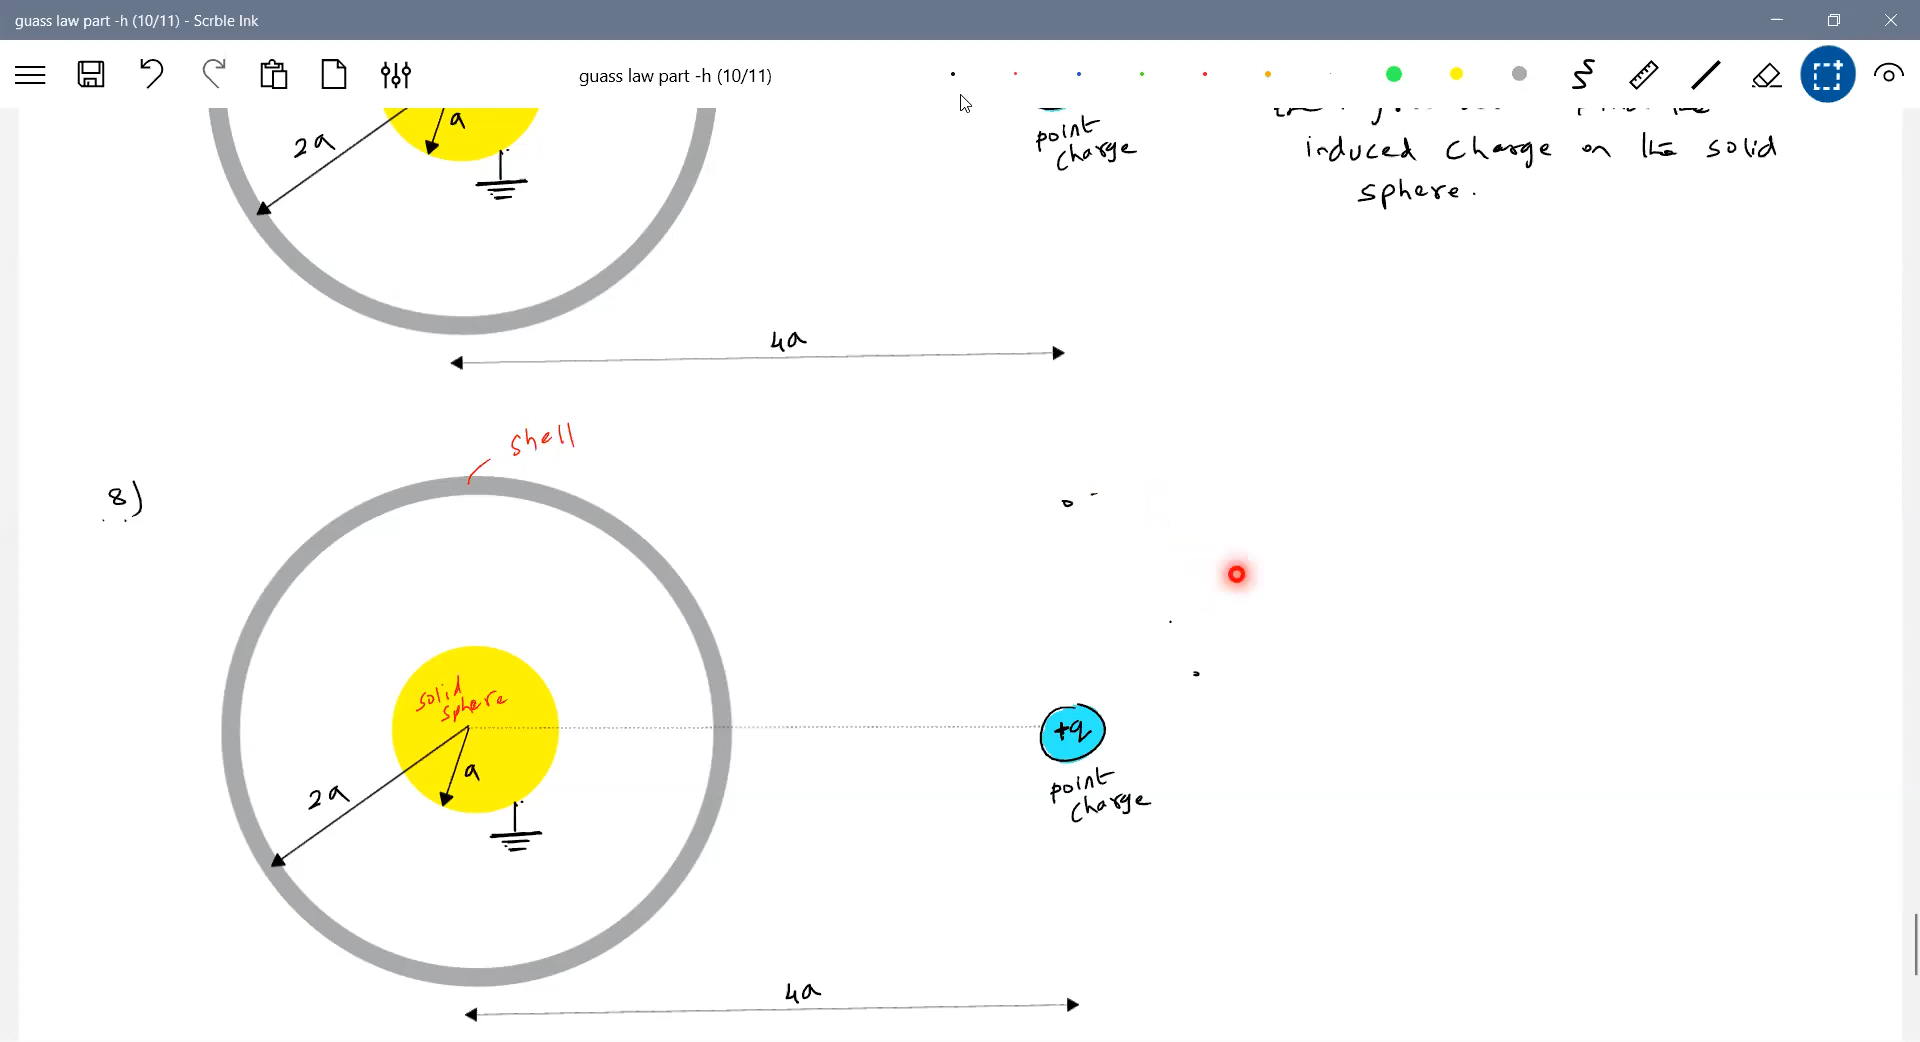 guass law part -h (10/11) - Scrble Ink
guass law part -h (10/11)
2a
a
point
charge
induced charge on the solid
sphere.
4a
shell
8)
solid
sphere
+q
a
2a
point
charge
4a